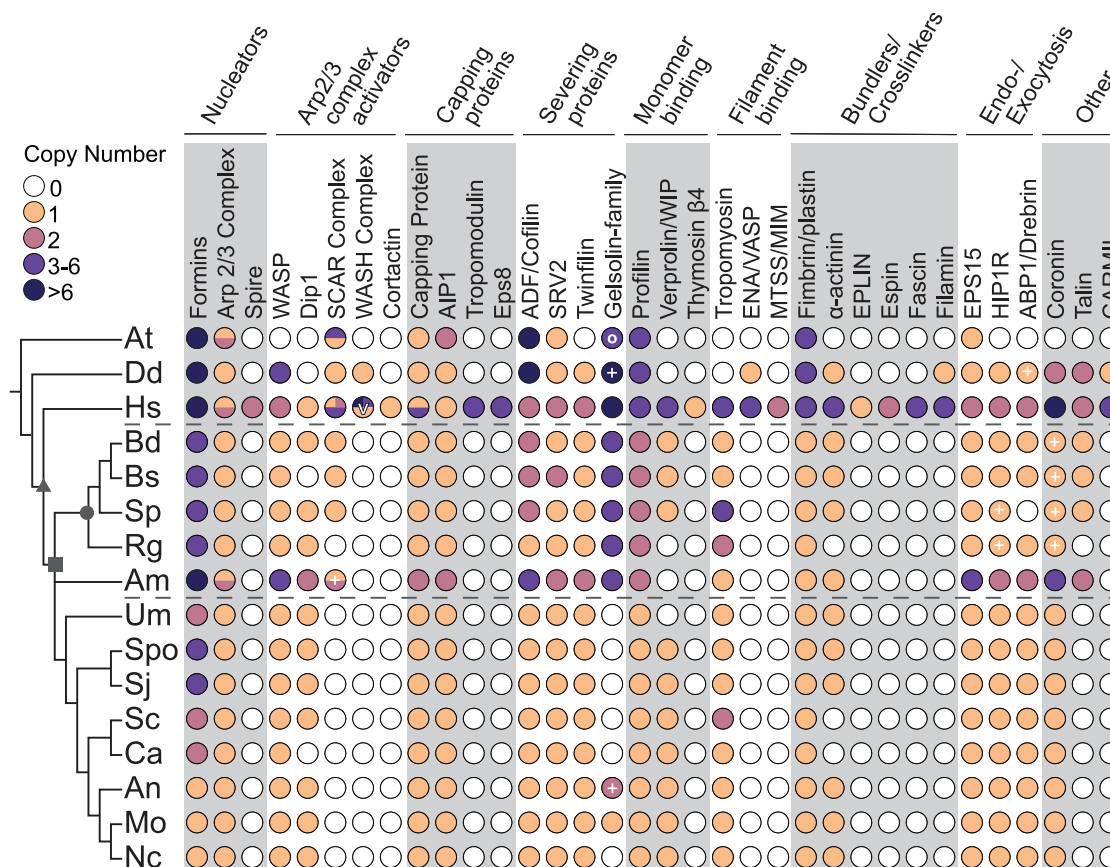 Nucleators
Arp2/3
complex
activators
Capping
proteins
Severing
proteins
Monomer
binding
Filament
binding
Bundlers/
Crosslinkers
Endo-/
Exocytosis
Other
Copy Number
0
1
2
3-6
>6
Formins
Arp 2/3 Complex
Spire
WASP
Dip1
SCAR Complex
WASH Complex
Cortactin
Capping Protein
AIP1
Tropomodulin
Eps8
ADF/Cofilin
SRV2
Twinfilin
Gelsolin-family
Profilin
Verprolin/WIP
Thymosin β4
Tropomyosin
ENA/VASP
MTSS/MIM
Fimbrin/plastin
α-actinin
EPLIN
Espin
Fascin
Filamin
EPS15
HIP1R
ABP1/Drebrin
Coronin
Talin
At o
Dd + +
Hs V
Bd +
Bs +
Sp + +
Rg + +
Am +
Um
Spo
Sj
Sc
Ca
An +
Mo
Nc